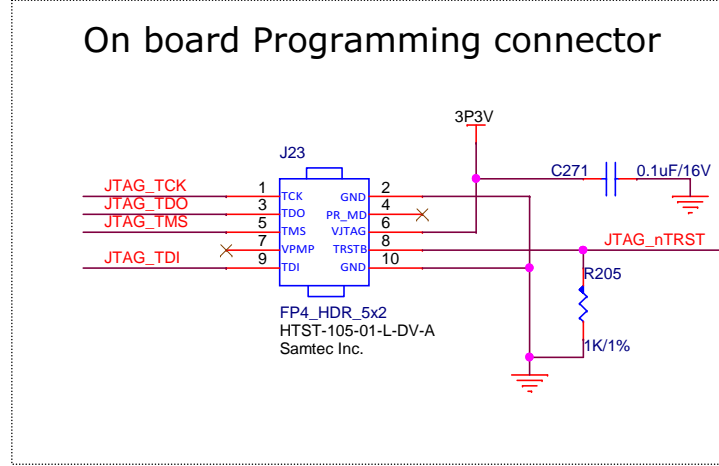 On board Programming connector
3P3V
J23
C271
0.1uF/16V
JTAG_TCK
1
TCK
GND
2
JTAG_TDO
3
TDO
PR_MD
4
JTAG_TMS
5
TMS
VJTAG
6
7
VPMP
TRSTB
8
JTAG_nTRST
JTAG_TDI
9
TDI
GND
10
R205
1K/1%
FP4_HDR_5x2
HTST-105-01-L-DV-A
Samtec Inc.